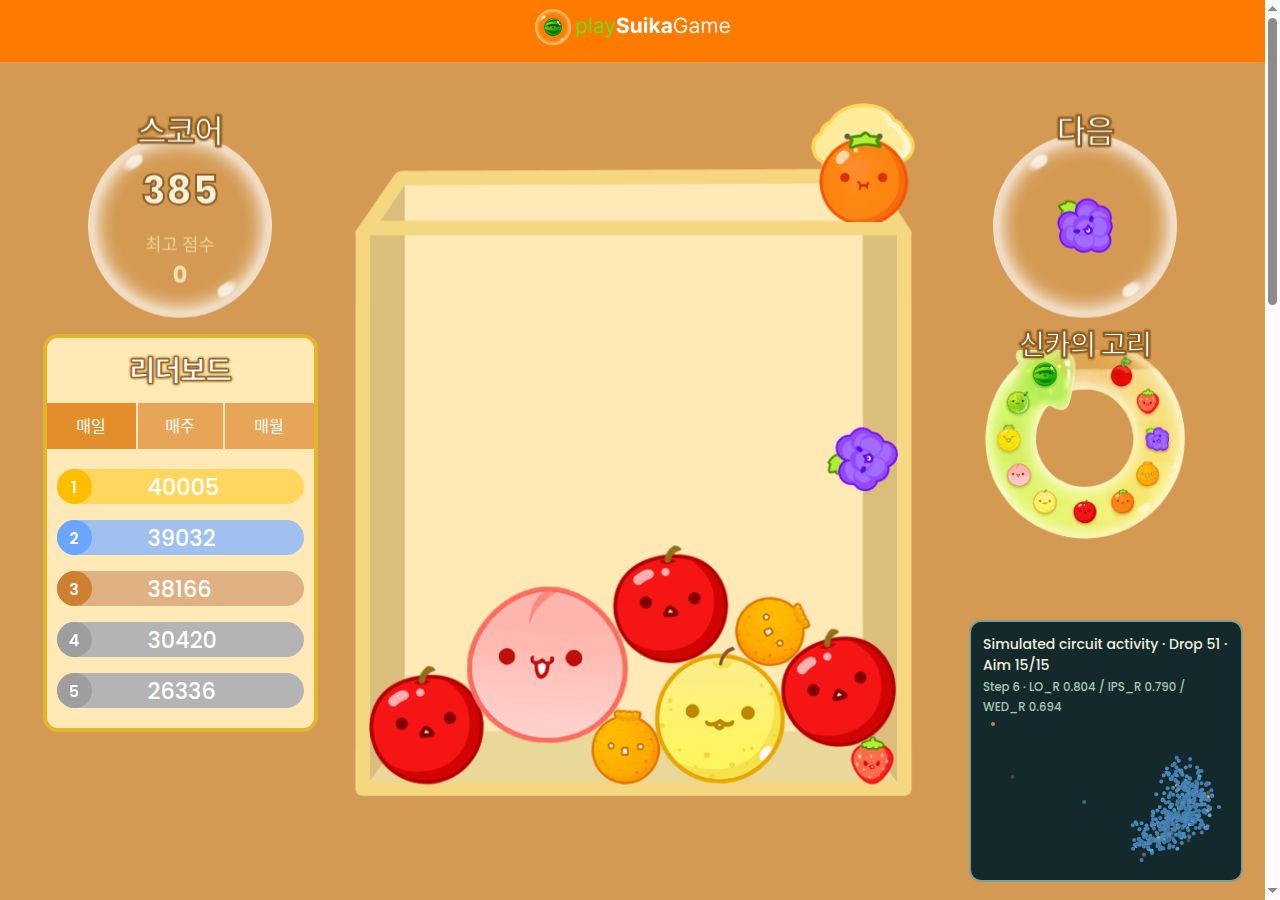 playSuikaGame
스코어
385
최고 점수
0
다음
신카의 고리
리더보드
매일 매주 매월
1 40005
2 39032
3 38166
4 30420
5 26336
Simulated circuit activity · Drop 51 ·
Aim 15/15
Step 6 · LO_R 0.804 / IPS_R 0.790 /
WED_R 0.694